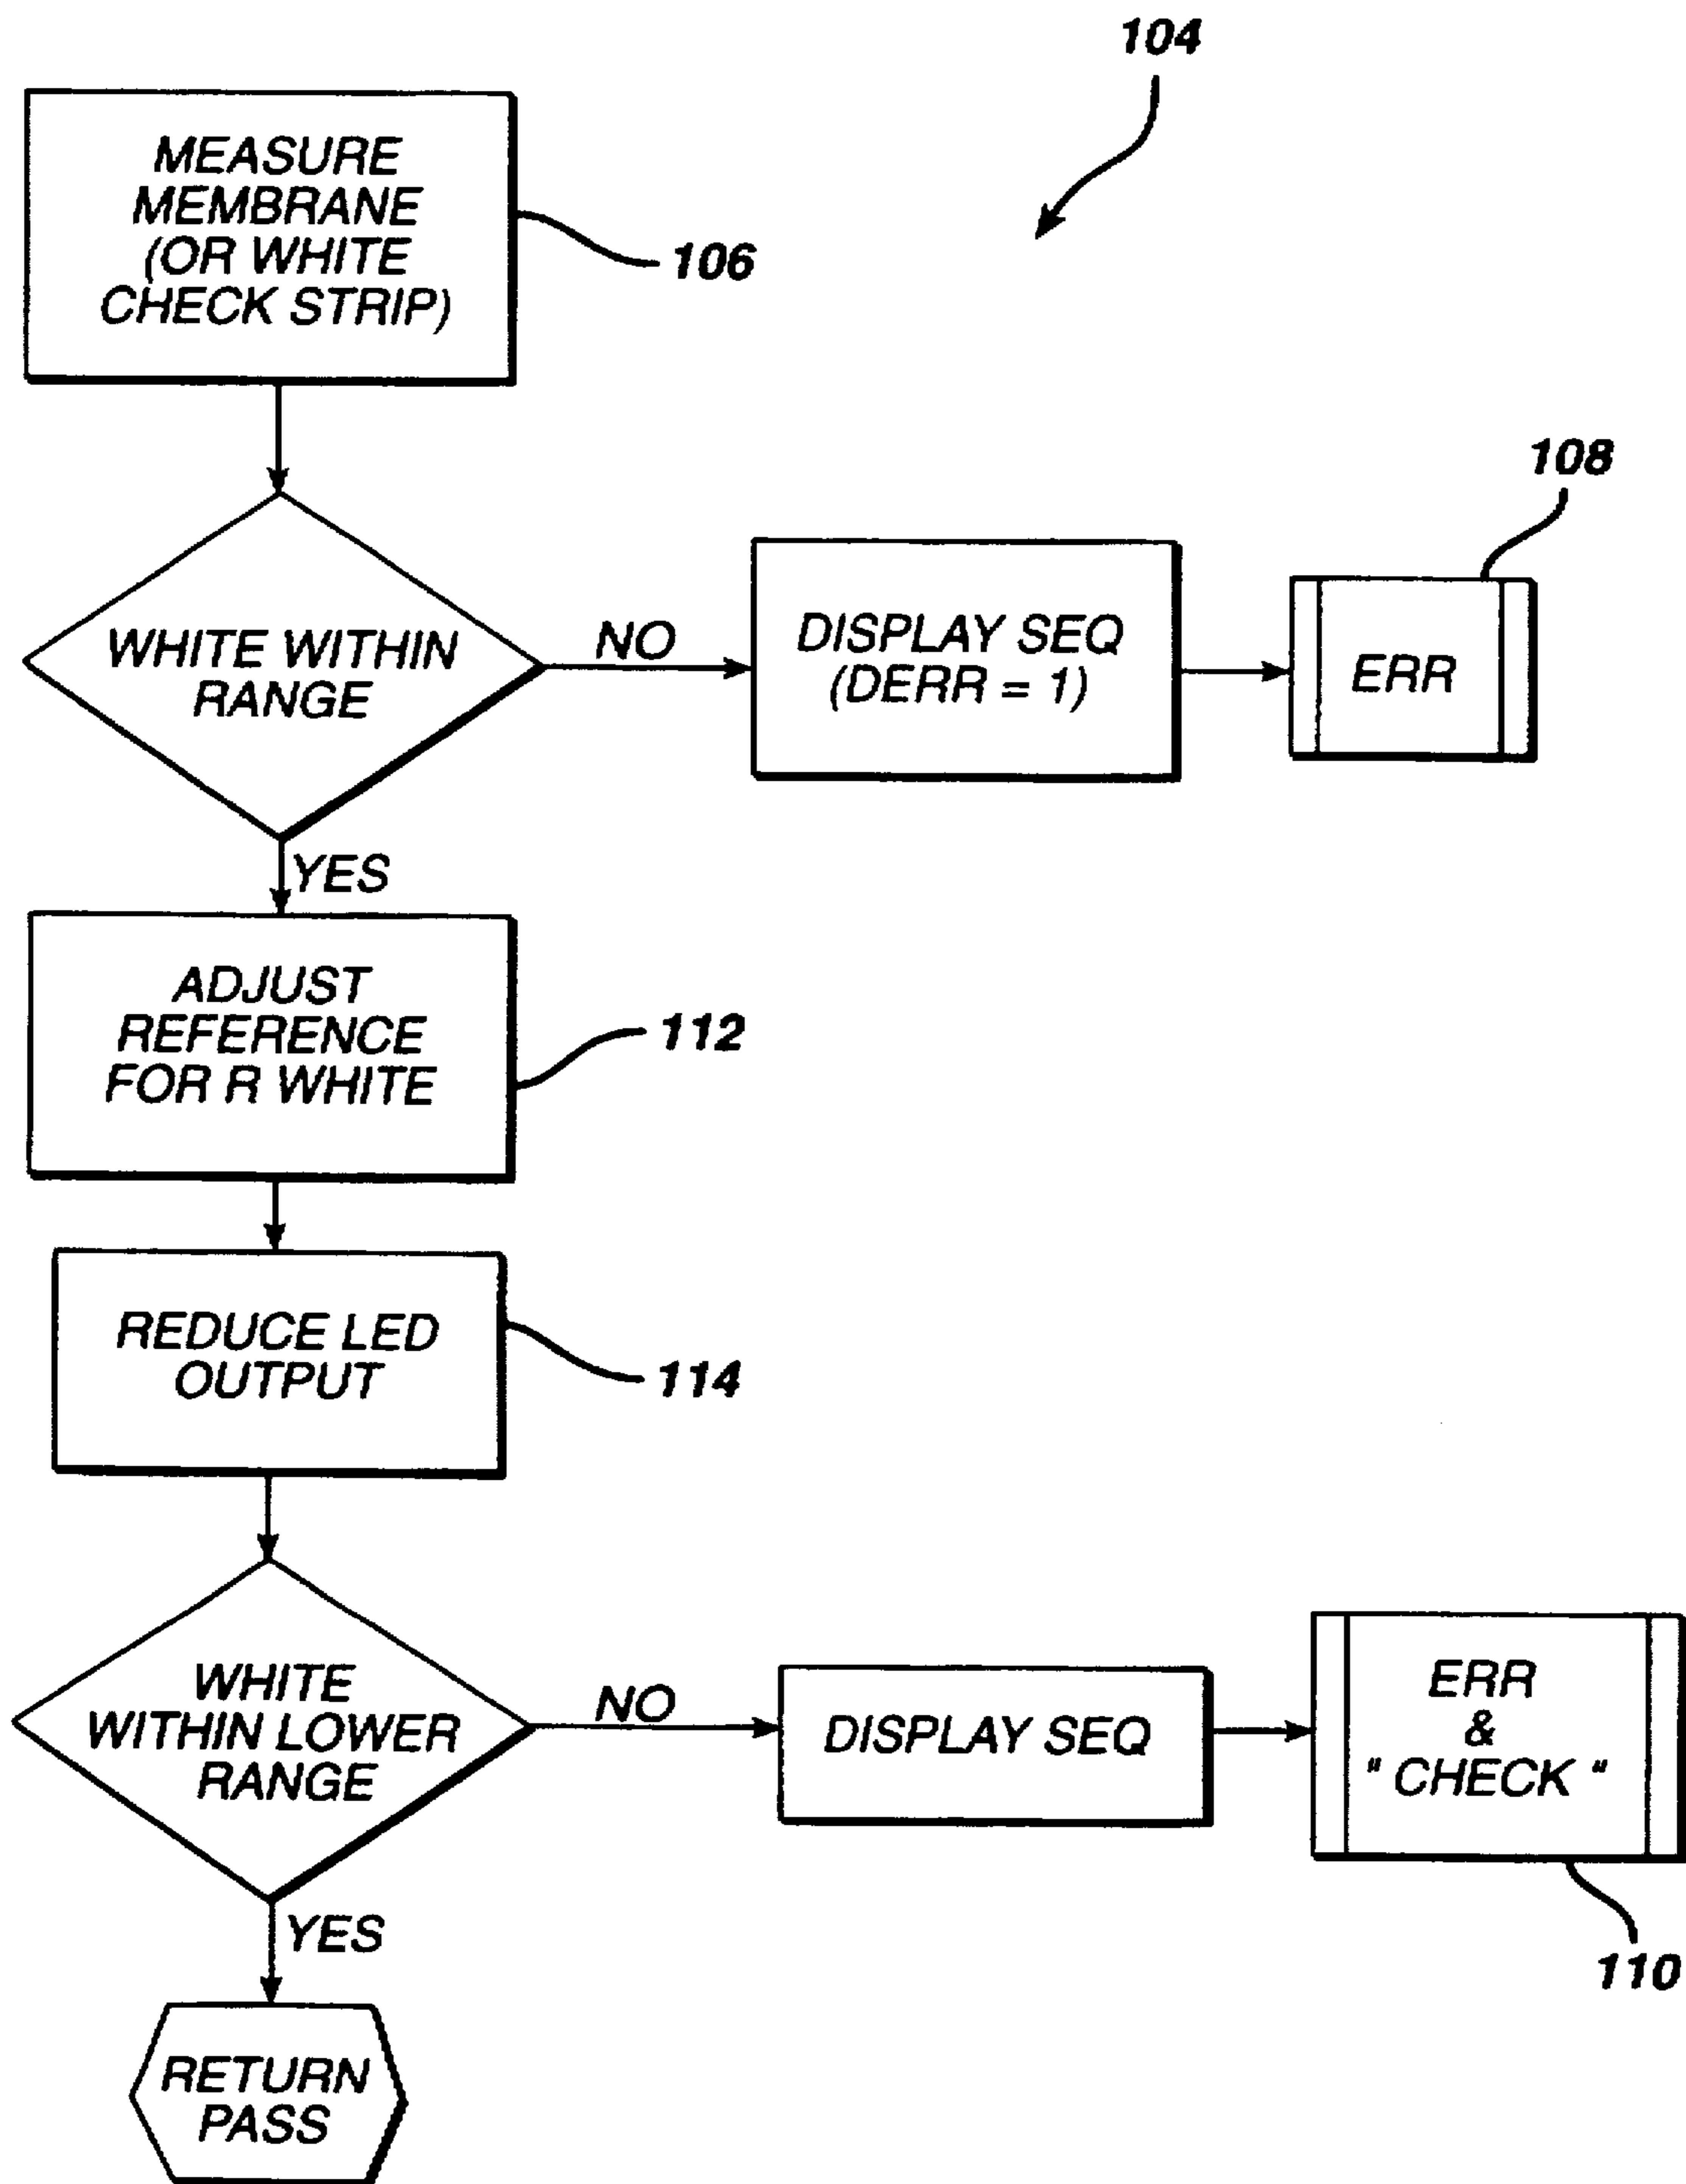 104
MEASURE
MEMBRANE
(OR WHITE
CHECK STRIP)
106
108
WHITE WITHIN
RANGE
NO
DISPLAY SEQ
(DERR = 1)
ERR
YES
ADJUST
REFERENCE
FOR R WHITE
112
REDUCE LED
OUTPUT
114
WHITE
WITHIN LOWER
RANGE
NO
DISPLAY SEQ
ERR
&
" CHECK "
110
YES
RETURN
PASS